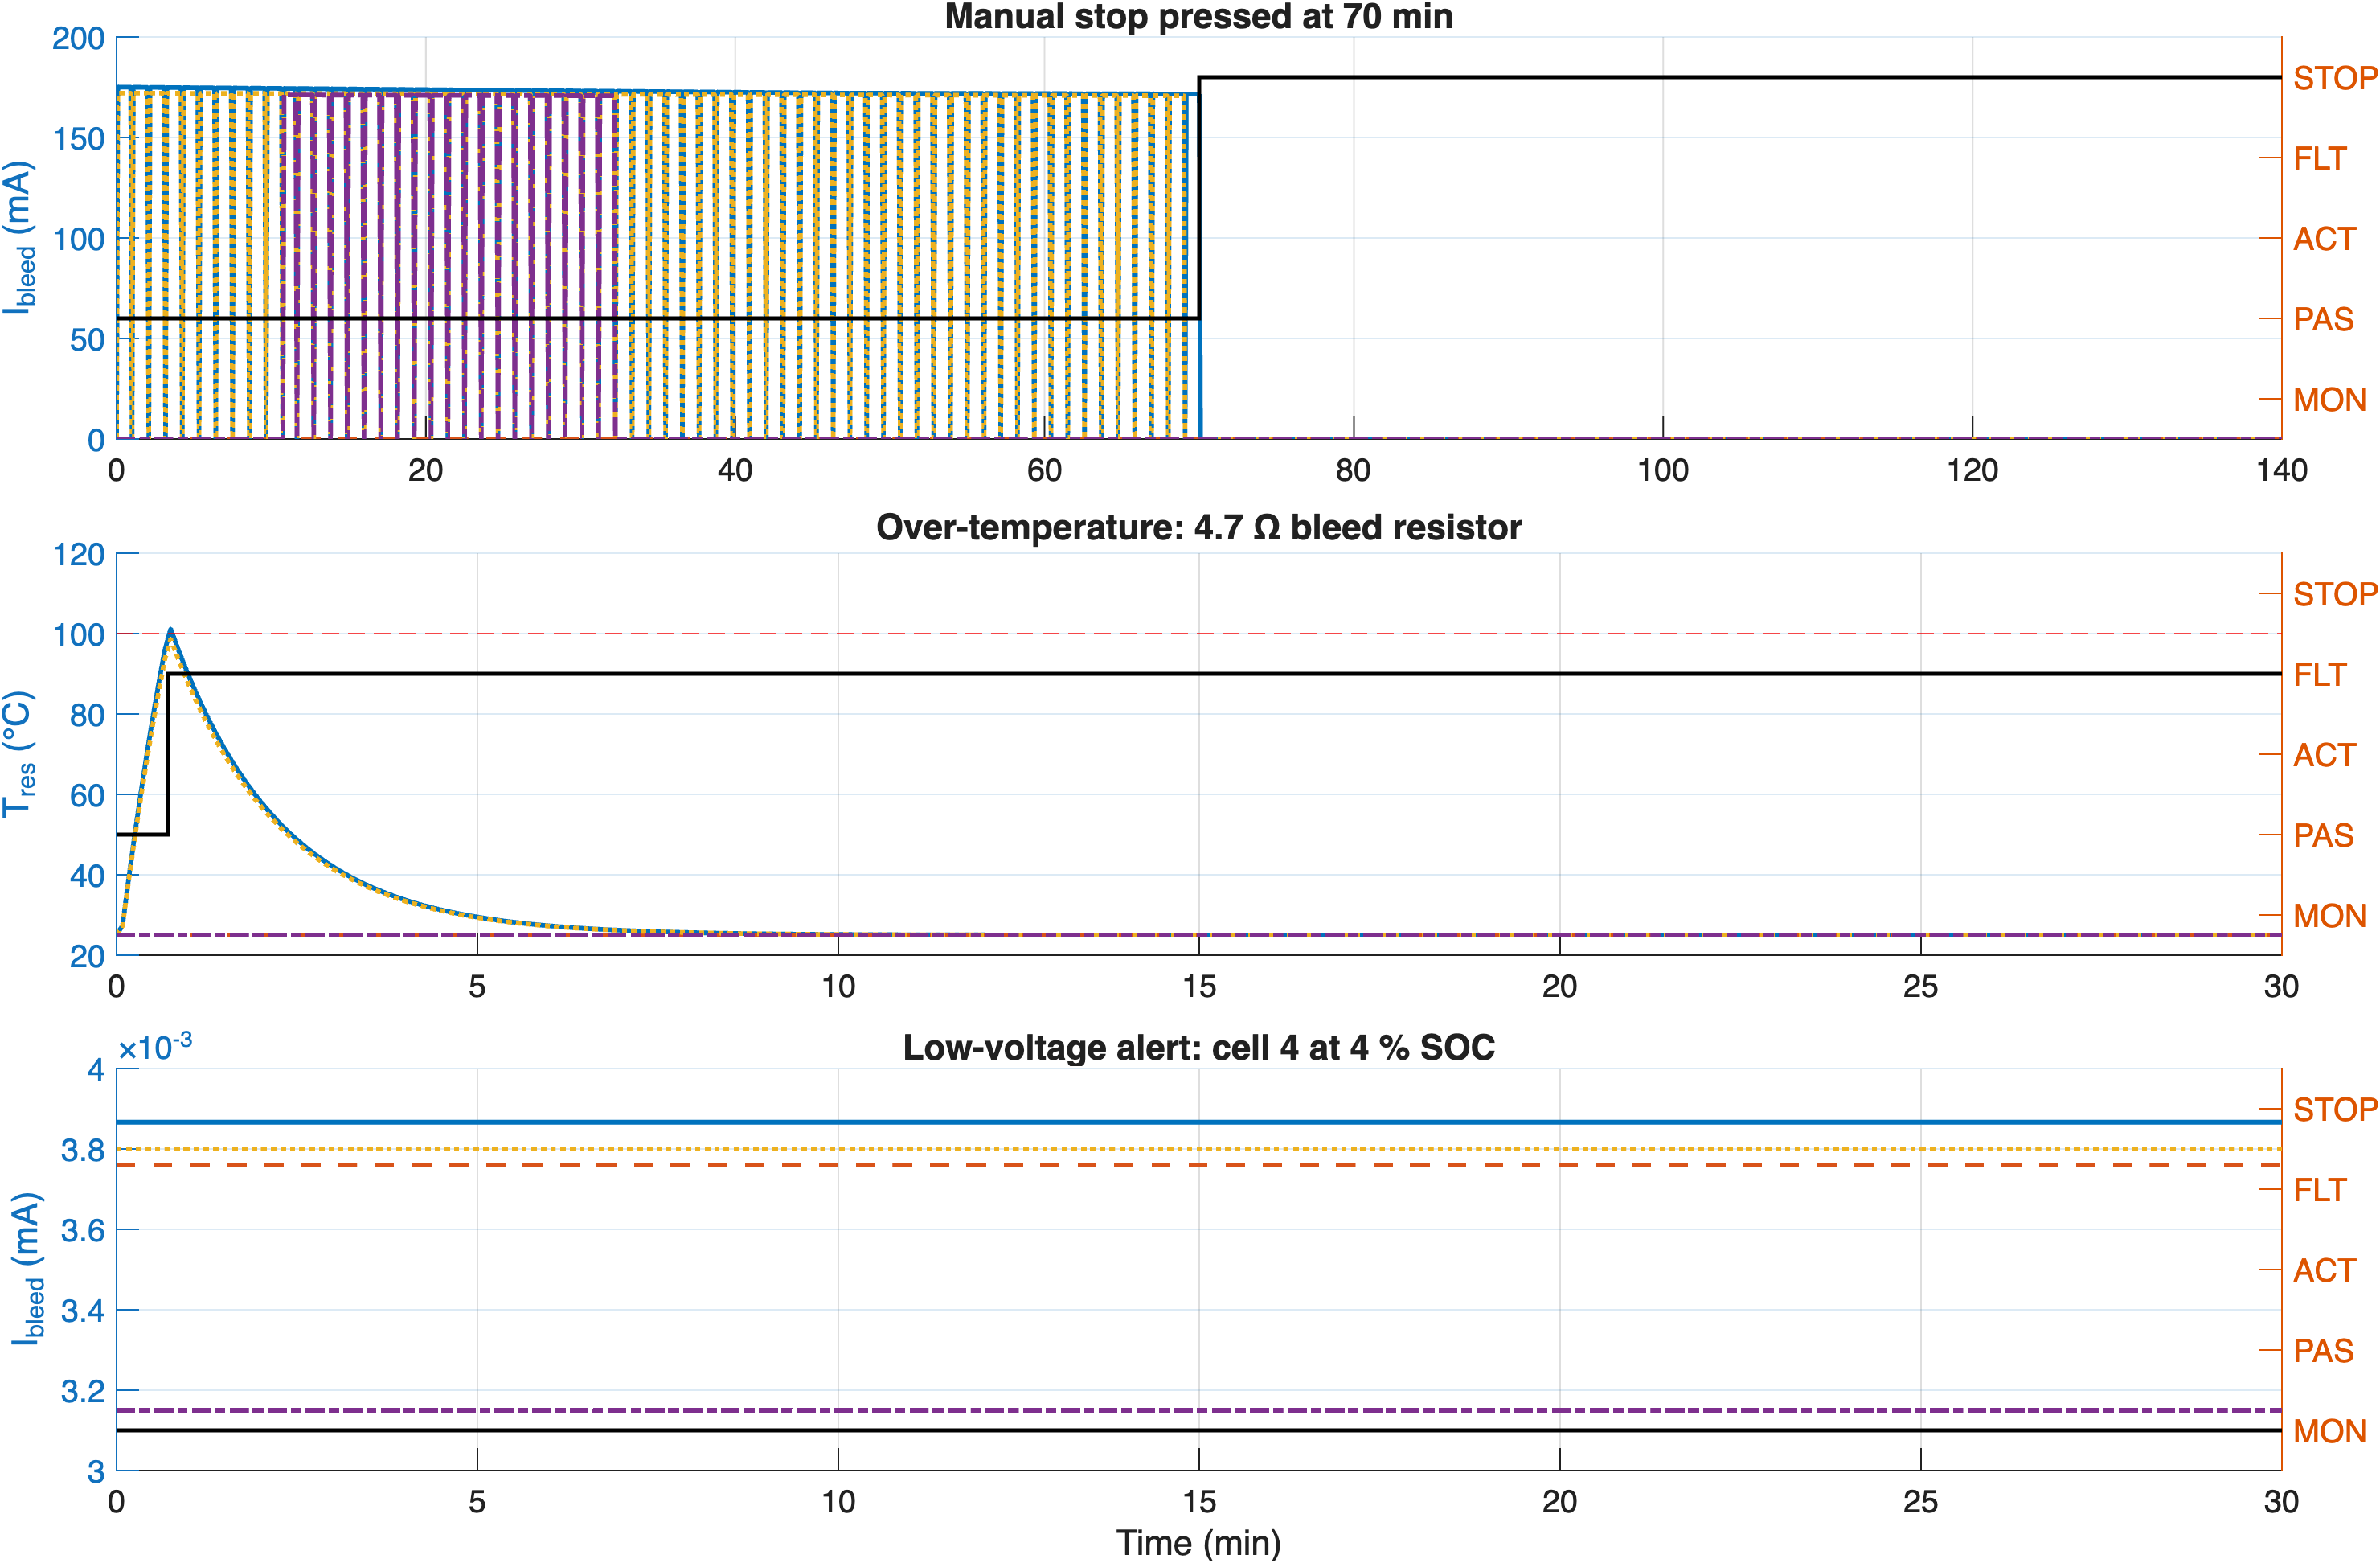 Manual stop pressed at 70 min
200
150
100
50
0
I_bleed (mA)
STOP
FLT
ACT
PAS
MON
0 20 40 60 80 100 120 140
Over-temperature: 4.7 Ω bleed resistor
120
100
80
60
40
20
T_res (°C)
STOP
FLT
ACT
PAS
MON
0 5 10 15 20 25 30
Low-voltage alert: cell 4 at 4 % SOC
×10^-3
4
3.8
3.6
3.4
3.2
3
I_bleed (mA)
STOP
FLT
ACT
PAS
MON
0 5 10 15 20 25 30
Time (min)